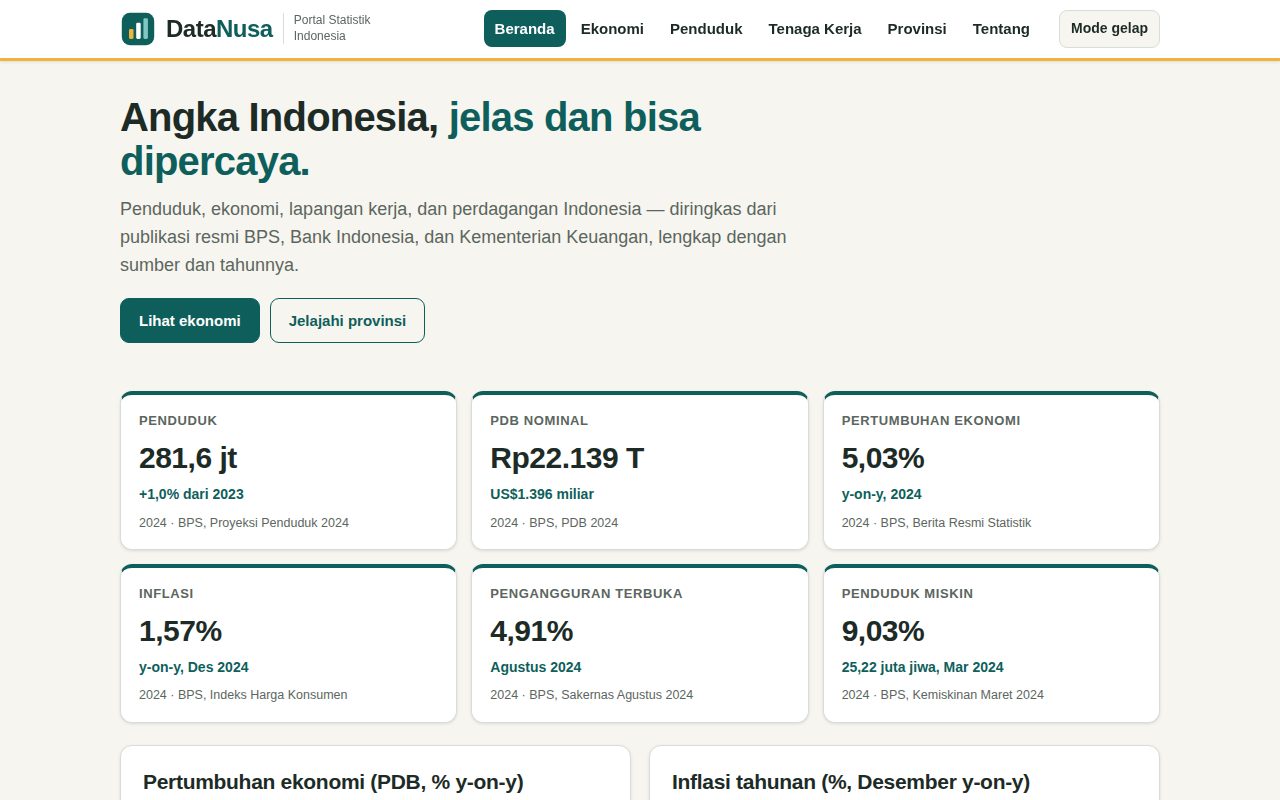 DataNusa
Portal Statistik
Indonesia
Beranda
Ekonomi
Penduduk
Tenaga Kerja
Provinsi
Tentang
Mode gelap
Angka Indonesia, jelas dan bisa
dipercaya.
Penduduk, ekonomi, lapangan kerja, dan perdagangan Indonesia — diringkas dari
publikasi resmi BPS, Bank Indonesia, dan Kementerian Keuangan, lengkap dengan
sumber dan tahunnya.
Lihat ekonomi
Jelajahi provinsi
PENDUDUK
281,6 jt
+1,0% dari 2023
2024 · BPS, Proyeksi Penduduk 2024
PDB NOMINAL
Rp22.139 T
US$1.396 miliar
2024 · BPS, PDB 2024
PERTUMBUHAN EKONOMI
5,03%
y-on-y, 2024
2024 · BPS, Berita Resmi Statistik
INFLASI
1,57%
y-on-y, Des 2024
2024 · BPS, Indeks Harga Konsumen
PENGANGGURAN TERBUKA
4,91%
Agustus 2024
2024 · BPS, Sakernas Agustus 2024
PENDUDUK MISKIN
9,03%
25,22 juta jiwa, Mar 2024
2024 · BPS, Kemiskinan Maret 2024
Pertumbuhan ekonomi (PDB, % y-on-y)
Inflasi tahunan (%, Desember y-on-y)